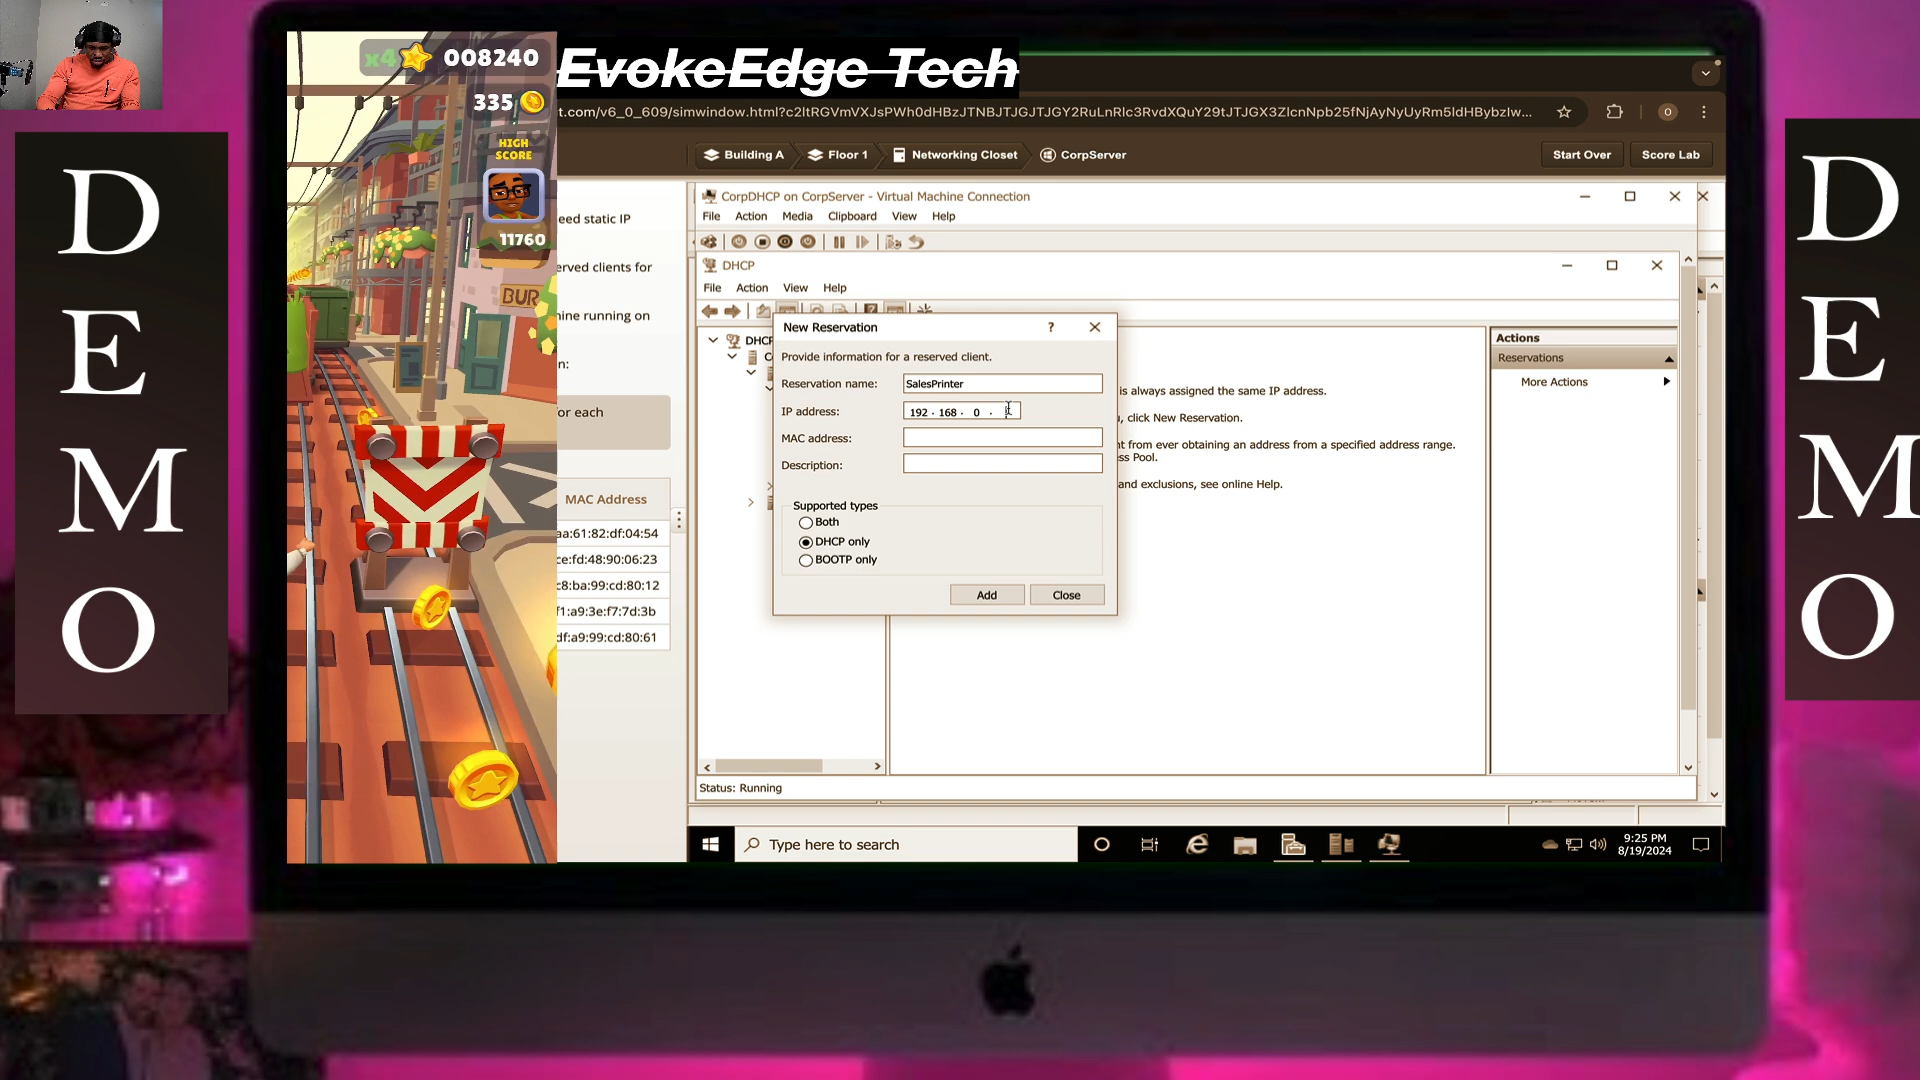 x4 008240
335
HIGH
SCORE
11760
BUR
EvokeEdge Tech
t.com/v6_0_609/simwindow.html?
Building A
Floor 1
Networking Closet
CorpServer
Start Over
Score Lab
eed static IP
erved clients for
hine running on
n:
or each
MAC Address
aa:61:82:df:04:54
ce:fd:48:90:06:23
c8:ba:99:cd:80:12
f1:a9:3e:f7:7d:3b
df:a9:99:cd:80:61
CorpDHCP on CorpServer - Virtual Machine Connection
File Action Media Clipboard View Help
DHCP
File Action View Help
DHCP
New Reservation
?
Provide information for a reserved client.
Reservation name: SalesPrinter
IP address: 192 . 168 . 0 .
MAC address:
Description:
Supported types
Both
DHCP only
BOOTP only
Add
Close
is always assigned the same IP address.
, click New Reservation.
nt from ever obtaining an address from a specified address range.
ss Pool.
and exclusions, see online Help.
Actions
Reservations
More Actions
Status: Running
Type here to search
9:25 PM
8/19/2024
D
E
M
O
D
E
M
O